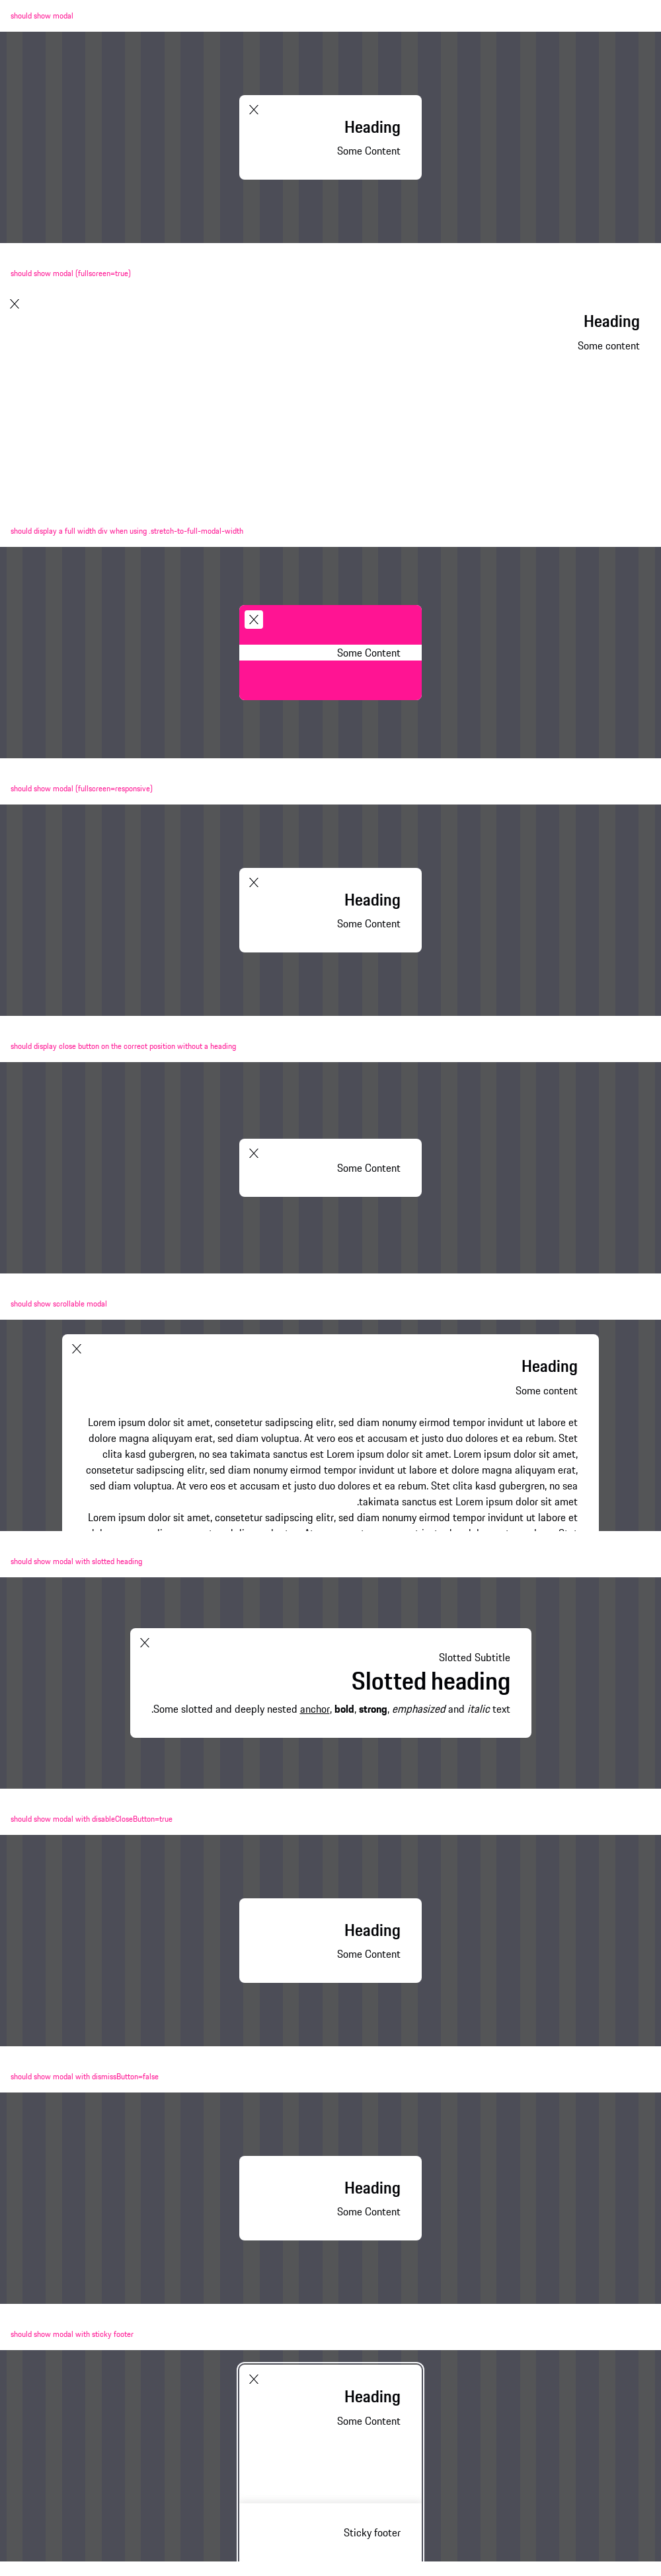 should show modal
Heading
Some Content
should show modal (fullscreen=true)
Heading
Some content
should display a full width div when using .stretch-to-full-modal-width
Some Content
should show modal (fullscreen=responsive)
Heading
Some Content
should display close button on the correct position without a heading
Some Content
should show scrollable modal
Heading
Some content
Lorem ipsum dolor sit amet, consetetur sadipscing elitr, sed diam nonumy eirmod tempor invidunt ut labore et
dolore magna aliquyam erat, sed diam voluptua. At vero eos et accusam et justo duo dolores et ea rebum. Stet
clita kasd gubergren, no sea takimata sanctus est Lorem ipsum dolor sit amet. Lorem ipsum dolor sit amet,
consetetur sadipscing elitr, sed diam nonumy eirmod tempor invidunt ut labore et dolore magna aliquyam erat,
sed diam voluptua. At vero eos et accusam et justo duo dolores et ea rebum. Stet clita kasd gubergren, no sea
.takimata sanctus est Lorem ipsum dolor sit amet
Lorem ipsum dolor sit amet, consetetur sadipscing elitr, sed diam nonumy eirmod tempor invidunt ut labore et
should show modal with slotted heading
Slotted Subtitle
Slotted heading
.Some slotted and deeply nested anchor, bold, strong, emphasized and italic text
should show modal with disableCloseButton=true
Heading
Some Content
should show modal with dismissButton=false
Heading
Some Content
should show modal with sticky footer
Heading
Some Content
Sticky footer